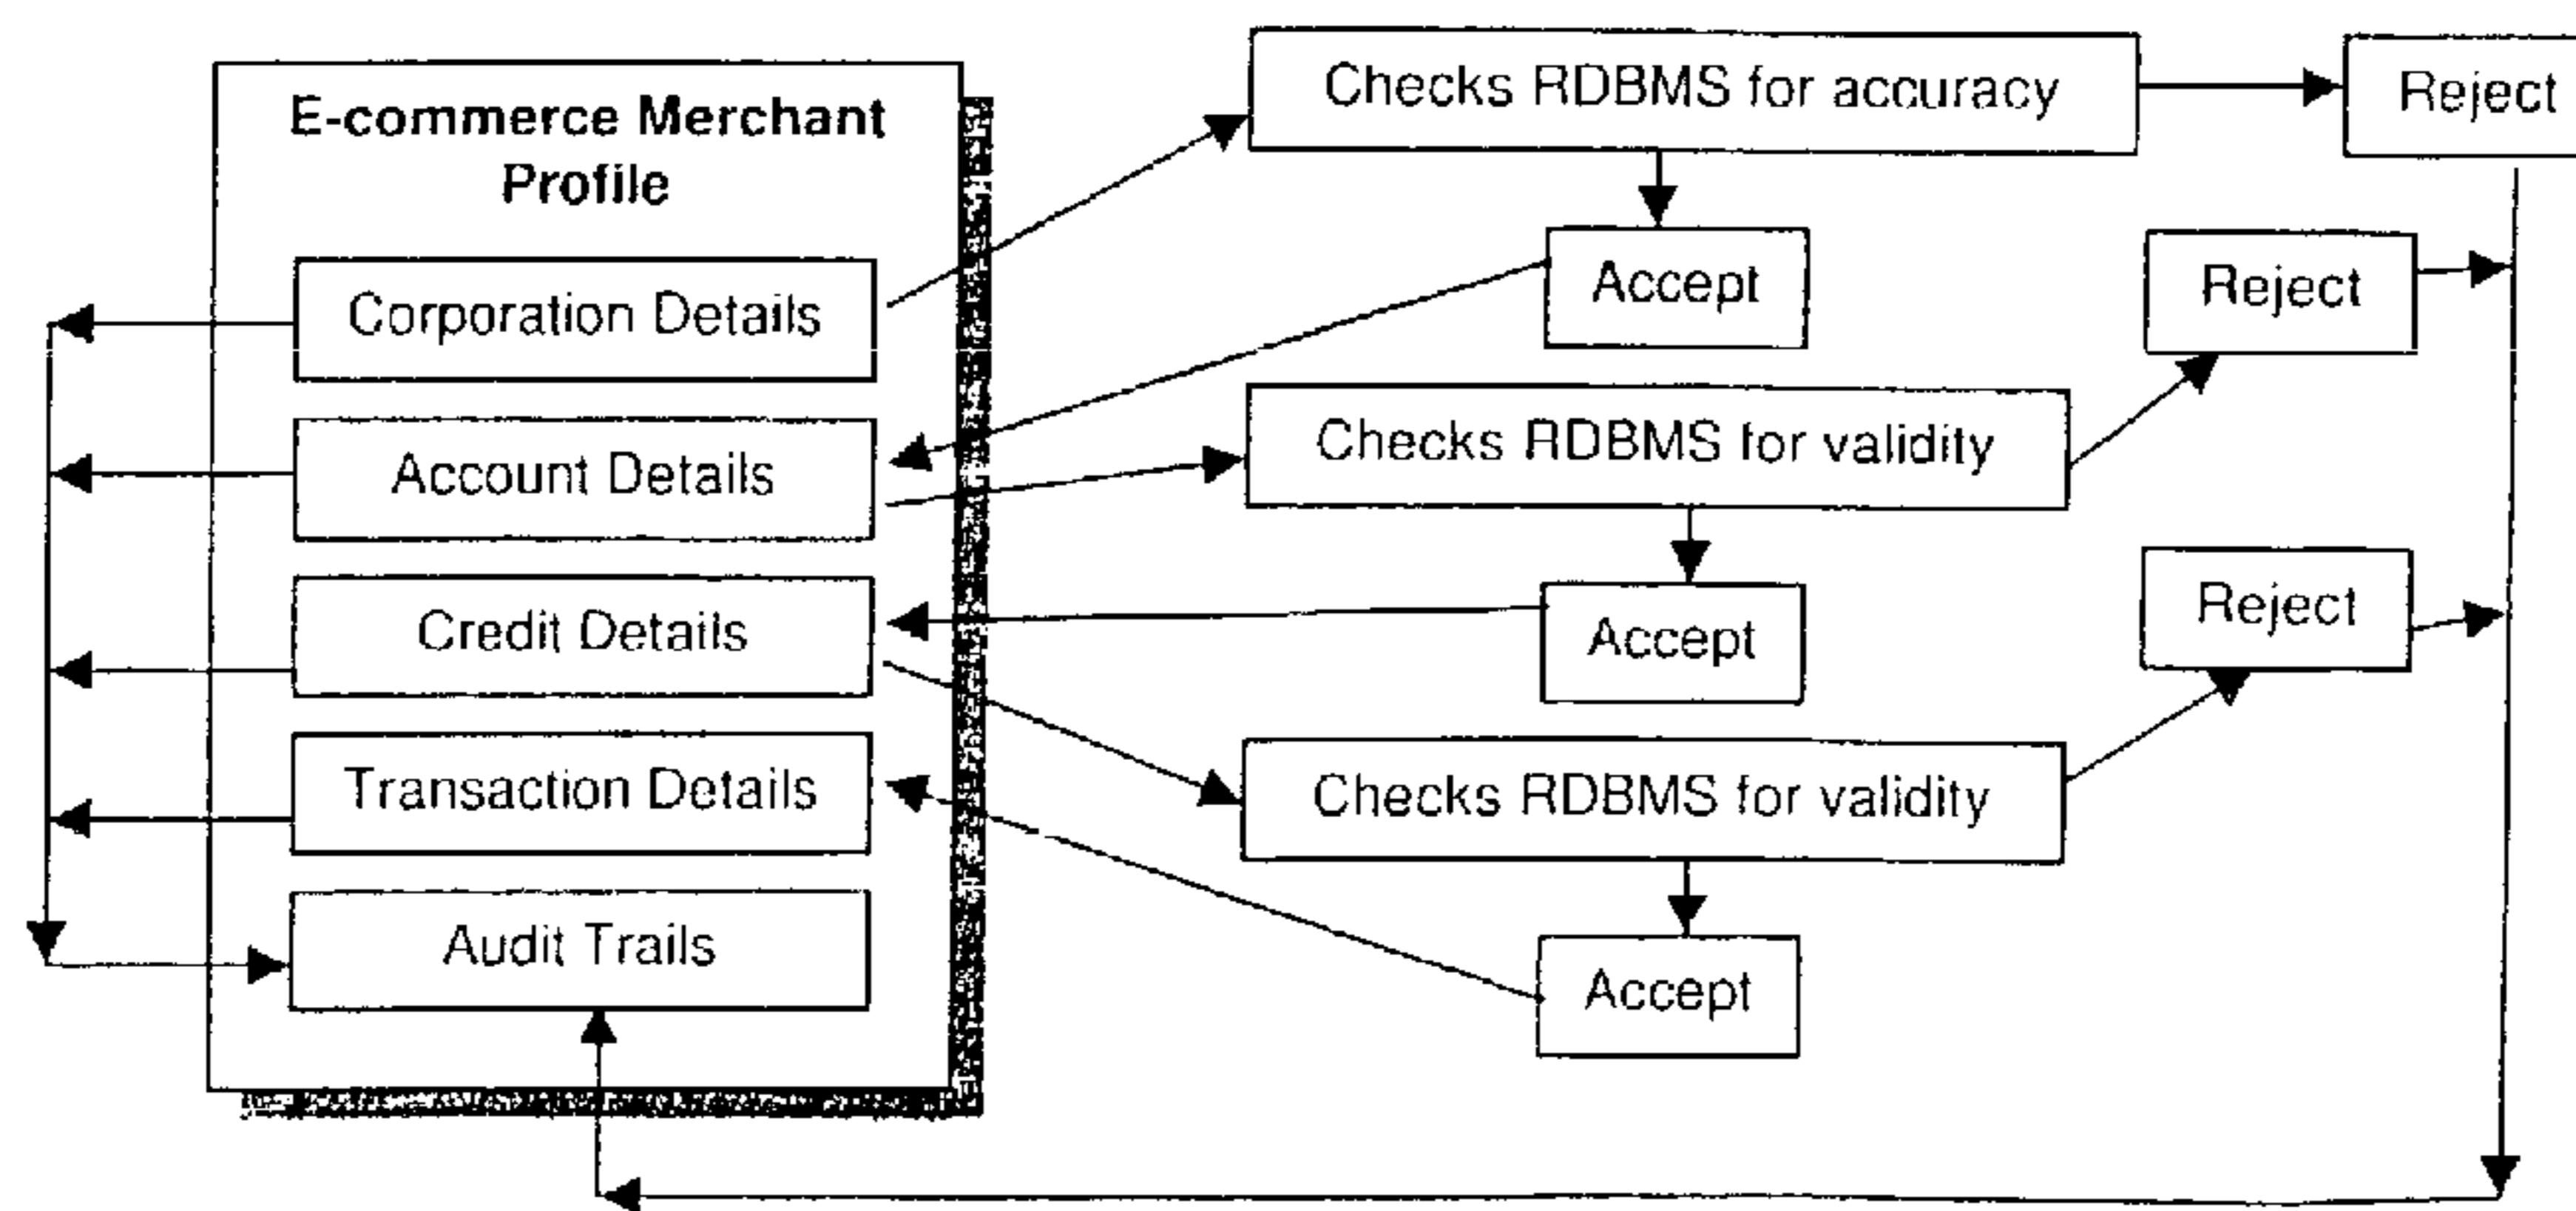 E-commerce Merchant
Profile
Corporation Details
Account Details
Credit Details
Transaction Details
Audit Trails
Checks RDBMS for accuracy
Reject
Accept
Reject
Checks RDBMS for validity
Accept
Reject
Checks RDBMS for validity
Accept